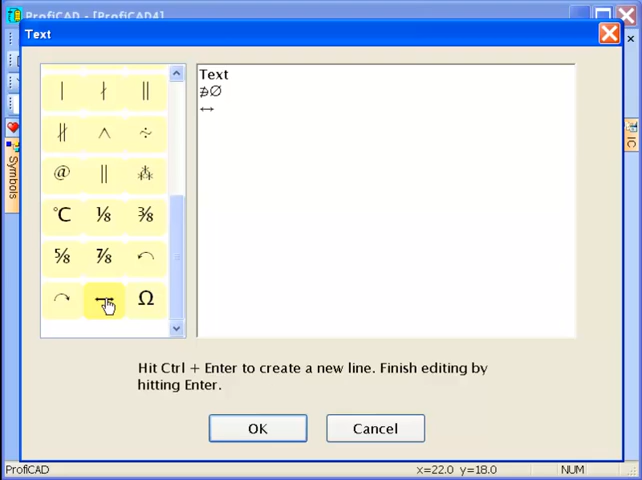 ProfiCAD - [ProfiCAD4]
Text
Text
∌∅
↔
| ∤ ∥
∦ ∧ ÷
@ ∥ ⁂
℃ ⅛ ⅜
⅝ ⅞ ↶
↷ ↔ Ω
Symbols
IC
Hit Ctrl + Enter to create a new line. Finish editing by
hitting Enter.
OK Cancel
ProfiCAD x=22.0 y=18.0 NUM